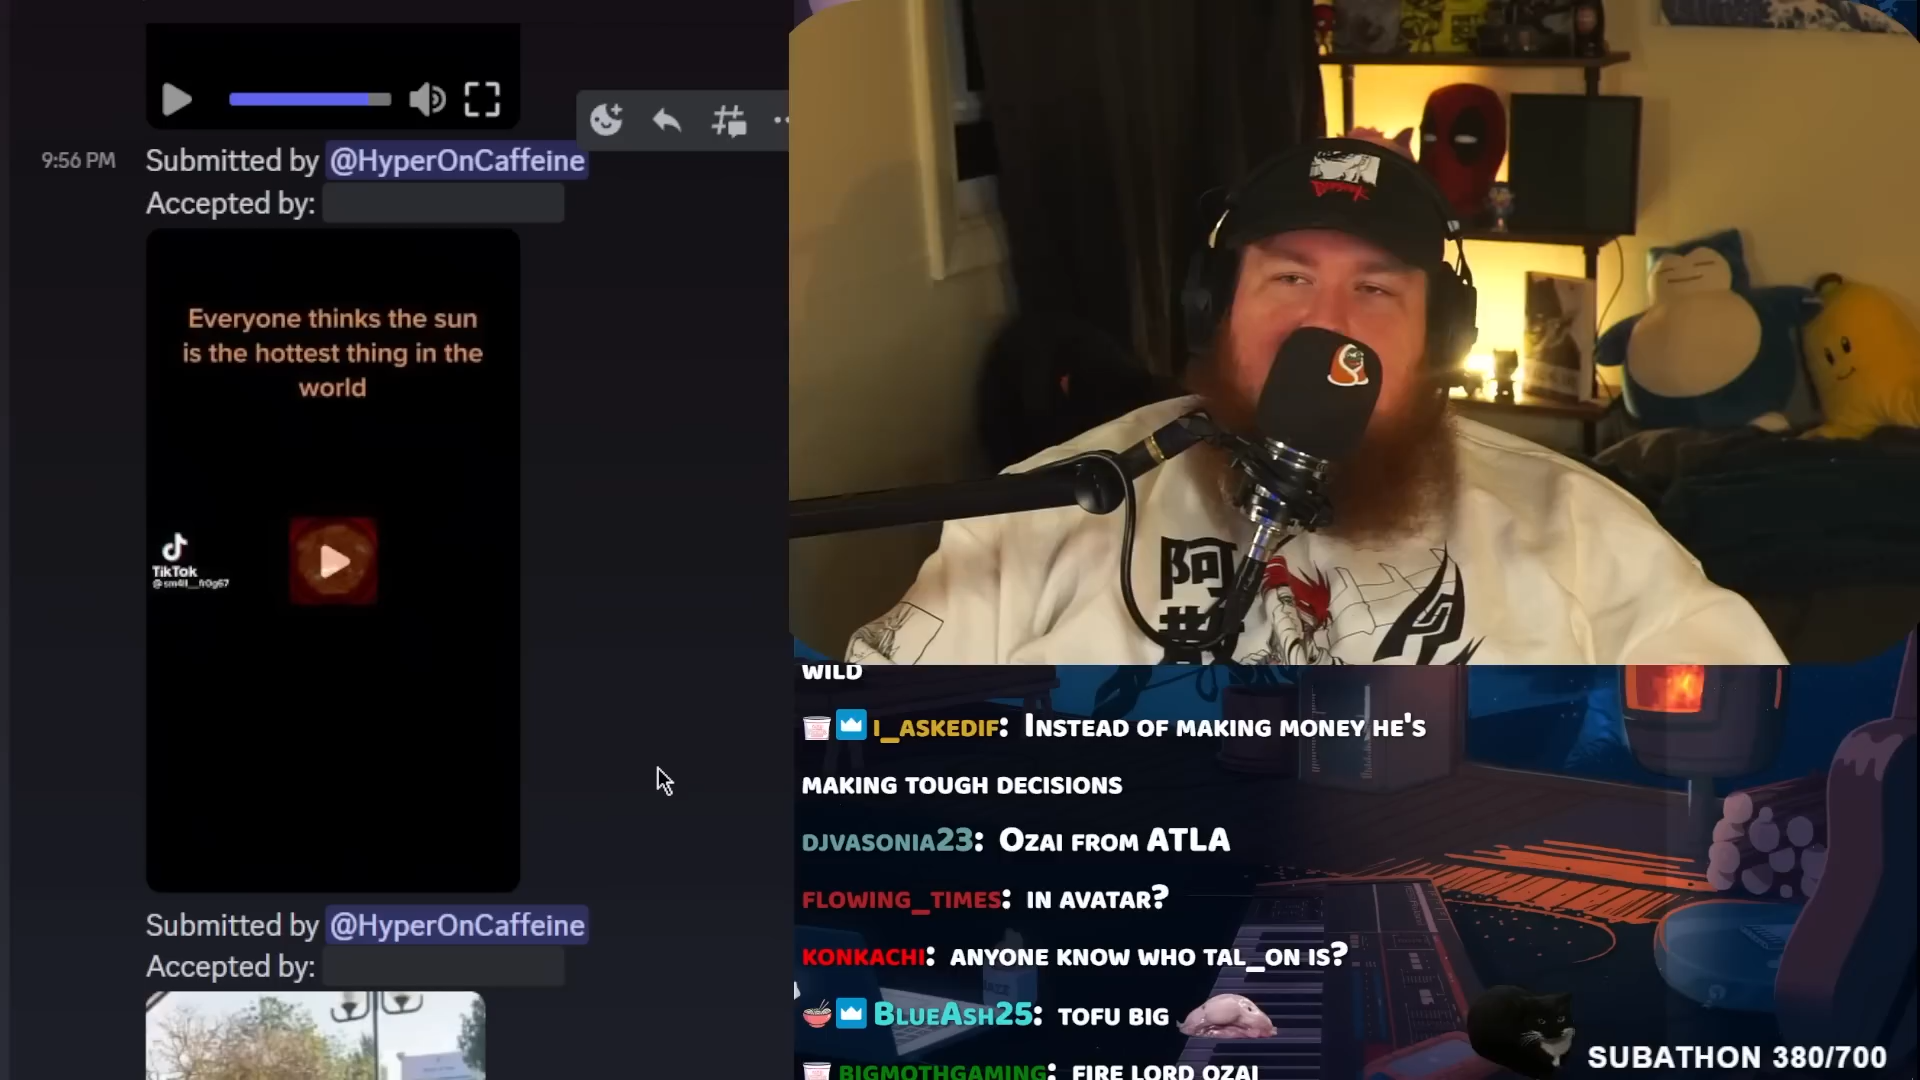 9:56 PM
Submitted by @HyperOnCaffeine
Accepted by:
Everyone thinks the sun
is the hottest thing in the
world
TikTok
Submitted by @HyperOnCaffeine
Accepted by:
阿
WILD
I_ASKEDIF: INSTEAD OF MAKING MONEY HE'S
MAKING TOUGH DECISIONS
DJVASONIA23: OZAI FROM ATLA
FLOWING_TIMES: IN AVATAR?
KONKACHI: ANYONE KNOW WHO TAL_ON IS?
BLUEASH25: TOFU BIG
BIGMOTHGAMING: FIRE LORD OZAI
SUBATHON 380/700